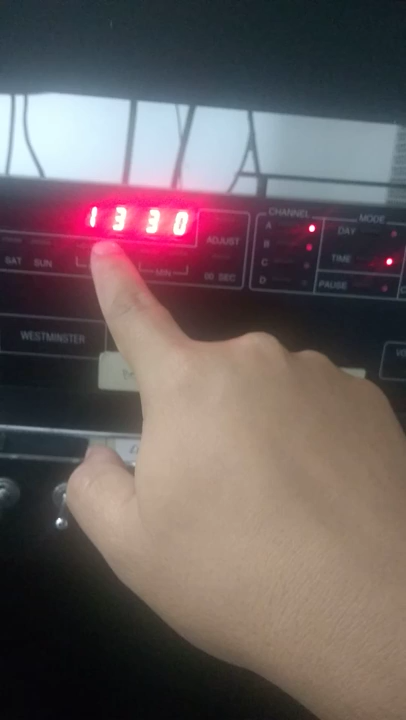 1330
CHANNEL
MODE
A
DAY
ADJUST
B
TIME
C
SAT SUN
MIN
00 SEC
D
PAUSE
WESTMINSTER